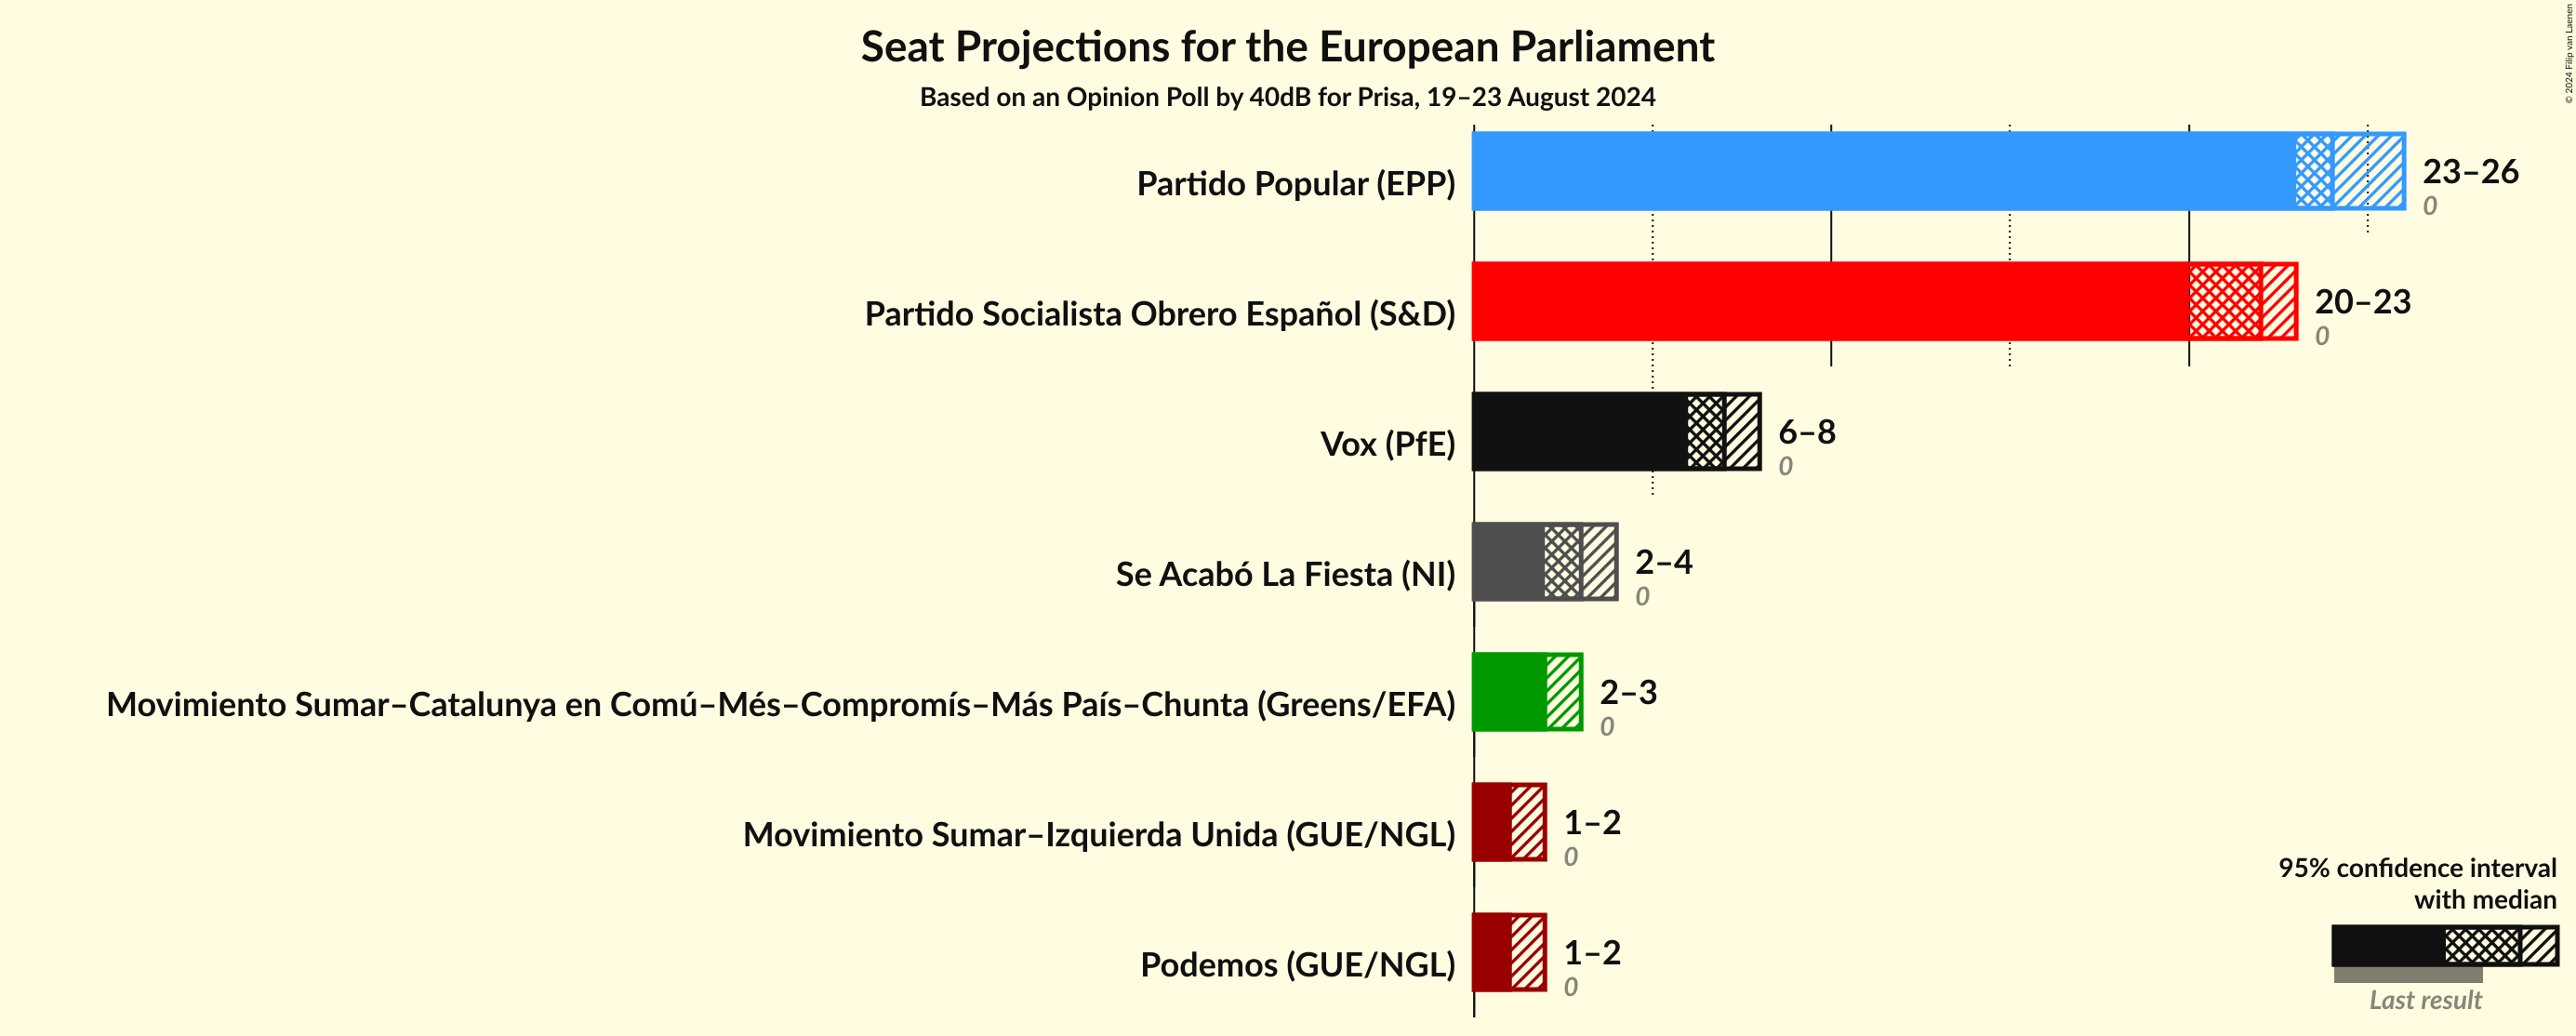 Seat Projections for the European Parliament
Based on an Opinion Poll by 40dB for Prisa, 19–23 August 2024
© 2024 Filip van Laenen
Partido Popular (EPP)
23–26
0
Partido Socialista Obrero Español (S&D)
20–23
0
Vox (PfE)
6–8
0
Se Acabó La Fiesta (NI)
2–4
0
Movimiento Sumar–Catalunya en Comú–Més–Compromís–Más País–Chunta (Greens/EFA)
2–3
0
Movimiento Sumar–Izquierda Unida (GUE/NGL)
1–2
0
Podemos (GUE/NGL)
1–2
0
95% confidence interval
with median
Last result